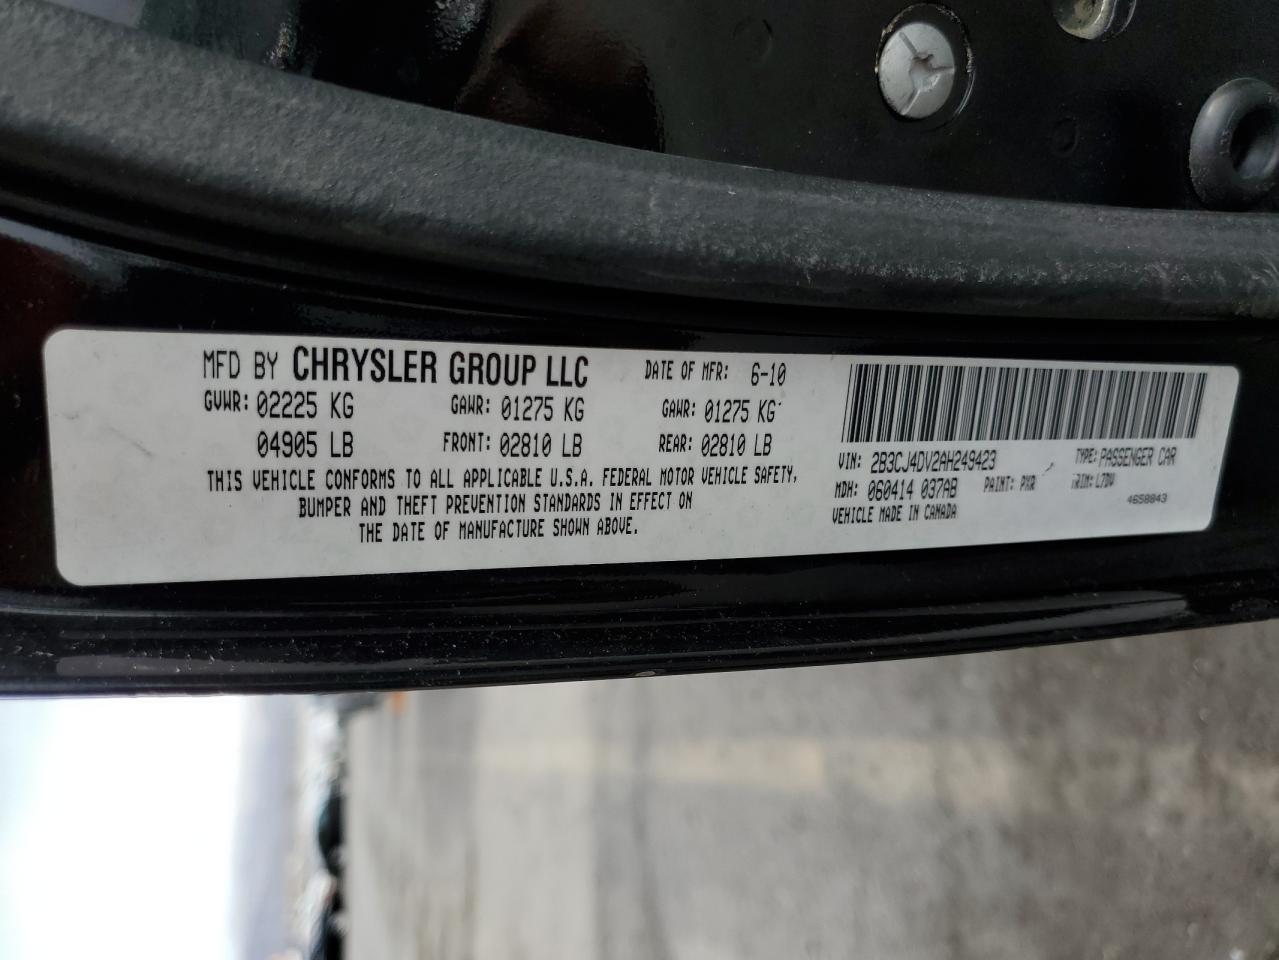 MFD BY CHRYSLER GROUP LLC DATE OF MFR: 6-10
GVWR: 02225 KG GAWR: 01275 KG GAWR: 01275 KG
04905 LB FRONT: 02810 LB REAR: 02810 LB
THIS VEHICLE CONFORMS TO ALL APPLICABLE U.S.A. FEDERAL MOTOR VEHICLE SAFETY,
BUMPER AND THEFT PREVENTION STANDARDS IN EFFECT ON
THE DATE OF MANUFACTURE SHOWN ABOVE.
VIN: 2B3CJ4DV2AH249423 TYPE: PASSENGER CAR
MDH: 060414 037AB PAINT: PXR TRIM: L7DV
VEHICLE MADE IN CANADA 4658843